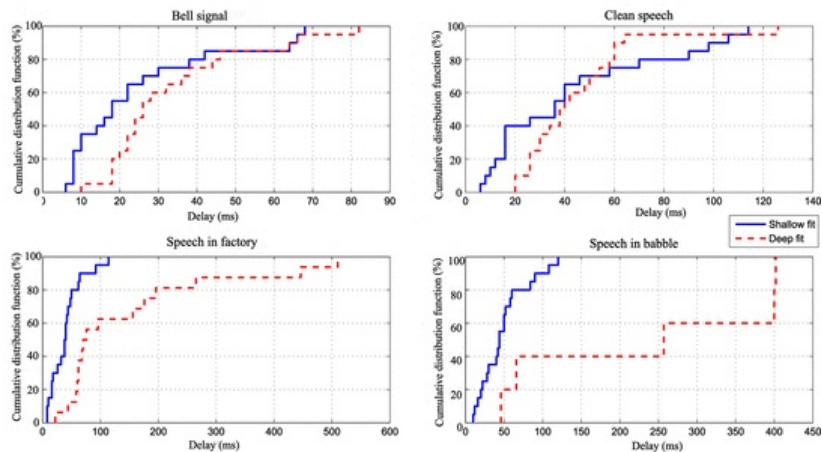 Bell signal
Cumulative distribution function (%)
100
80
60
40
20
0
10 20 30 40 50 60 70 80 90
Delay (ms)
Clean speech
Cumulative distribution function (%)
100
80
60
40
20
0
0 20 40 60 80 100 120 140
Delay (ms)
Shallow fit
Deep fit
Speech in factory
Cumulative distribution function (%)
100
80
60
40
20
0
0 100 200 300 400 500 600
Delay (ms)
Speech in babble
Cumulative distribution function (%)
100
80
60
40
20
0
0 50 100 150 200 250 300 350 400 450
Delay (ms)